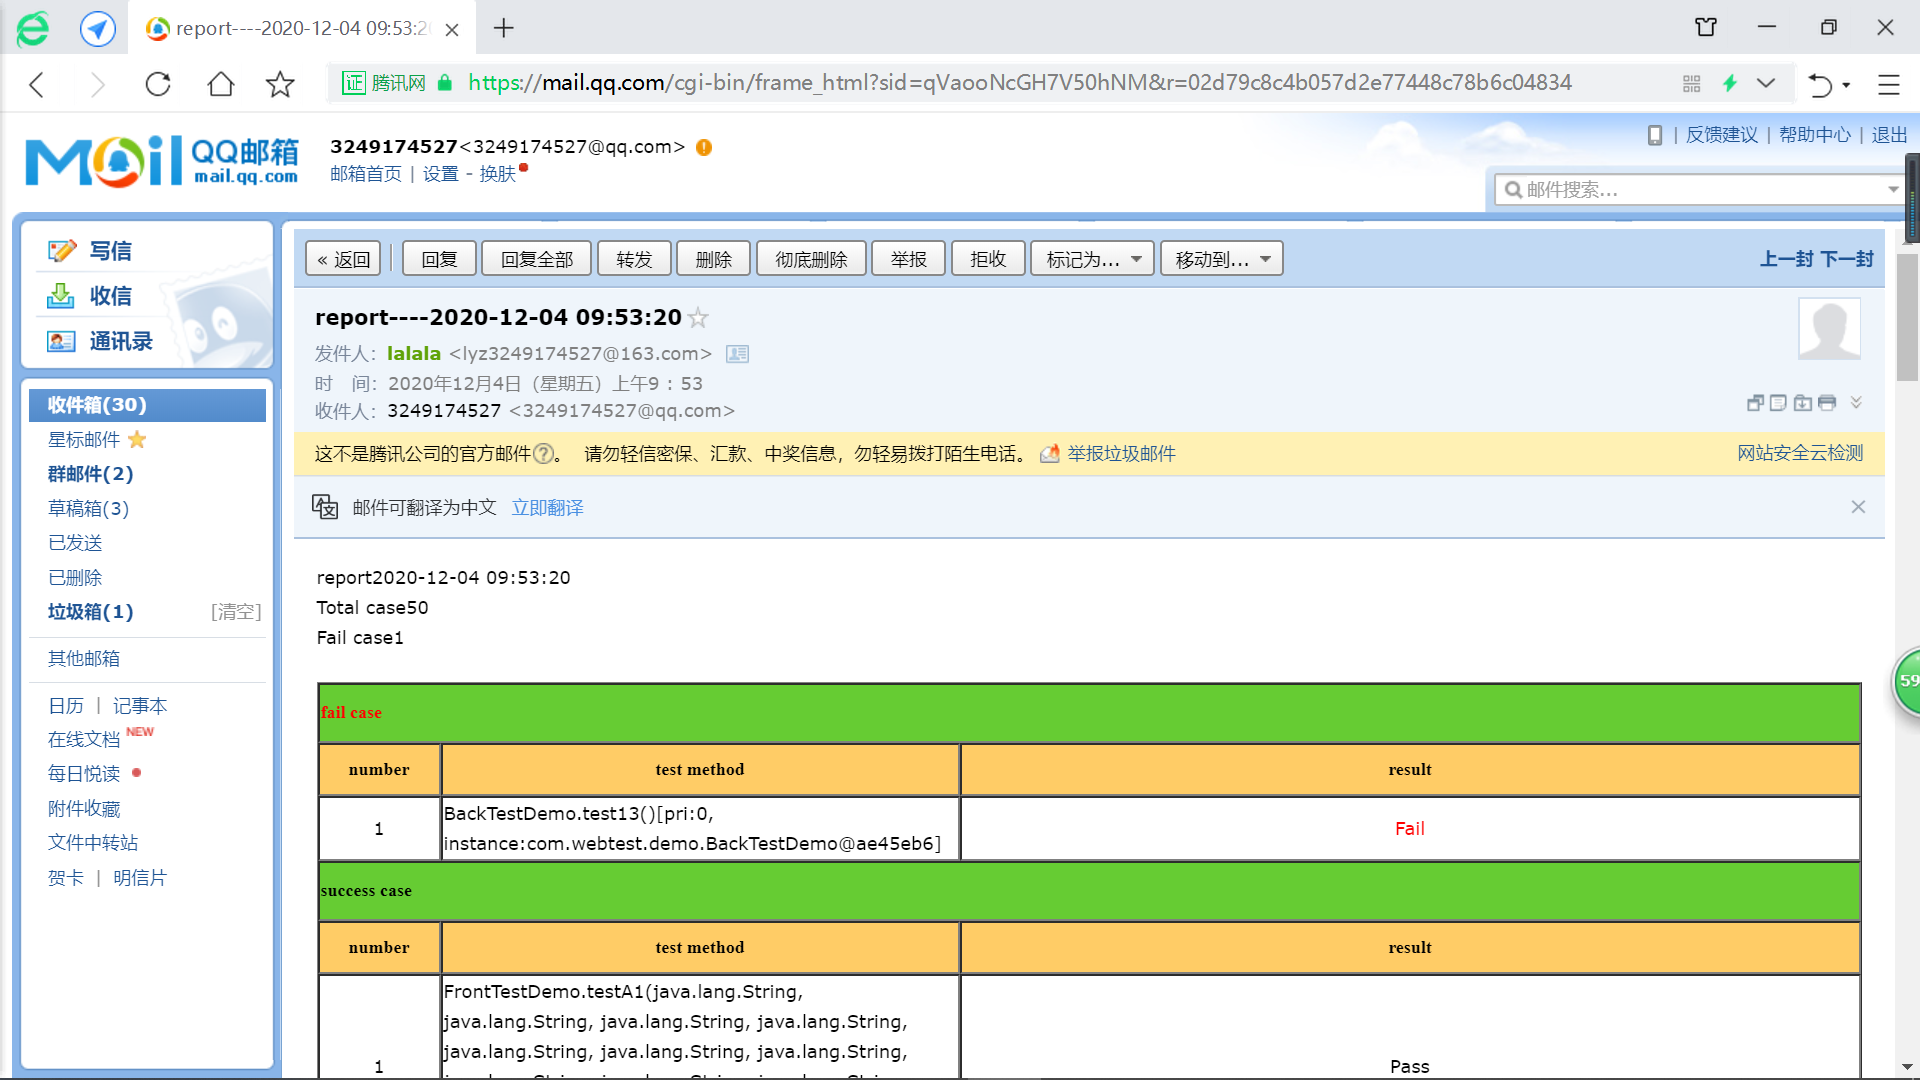 report----2020-12-04 09:53:20
证 腾讯网 https://mail.qq.com/cgi-bin/frame_html?sid=qVaooNcGH7V50hNM&r=02d79c8c4b057d2e77448c78b6c04834
Mail QQ邮箱
mail.qq.com
3249174527<3249174527@qq.com>
邮箱首页 | 设置 - 换肤
| 反馈建议 | 帮助中心 | 退出
邮件搜索...
写信
收信
通讯录
收件箱(30)
星标邮件
群邮件(2)
草稿箱(3)
已发送
已删除
垃圾箱(1) [清空]
其他邮箱
日历 | 记事本
在线文档 NEW
每日悦读
附件收藏
文件中转站
贺卡 | 明信片
« 返回 回复 回复全部 转发 删除 彻底删除 举报 拒收 标记为... 移动到... 上一封 下一封
report----2020-12-04 09:53:20
发件人: lalala <lyz3249174527@163.com>
时 间: 2020年12月4日 (星期五) 上午9:53
收件人: 3249174527 <3249174527@qq.com>
这不是腾讯公司的官方邮件?。 请勿轻信密保、汇款、中奖信息，勿轻易拨打陌生电话。 举报垃圾邮件 网站安全云检测
邮件可翻译为中文 立即翻译
report2020-12-04 09:53:20
Total case50
Fail case1
fail case
number test method result
1 BackTestDemo.test13()[pri:0, instance:com.webtest.demo.BackTestDemo@ae45eb6] Fail
success case
number test method result
FrontTestDemo.testA1(java.lang.String,
java.lang.String, java.lang.String, java.lang.String,
java.lang.String, java.lang.String, java.lang.String,
1 Pass
59